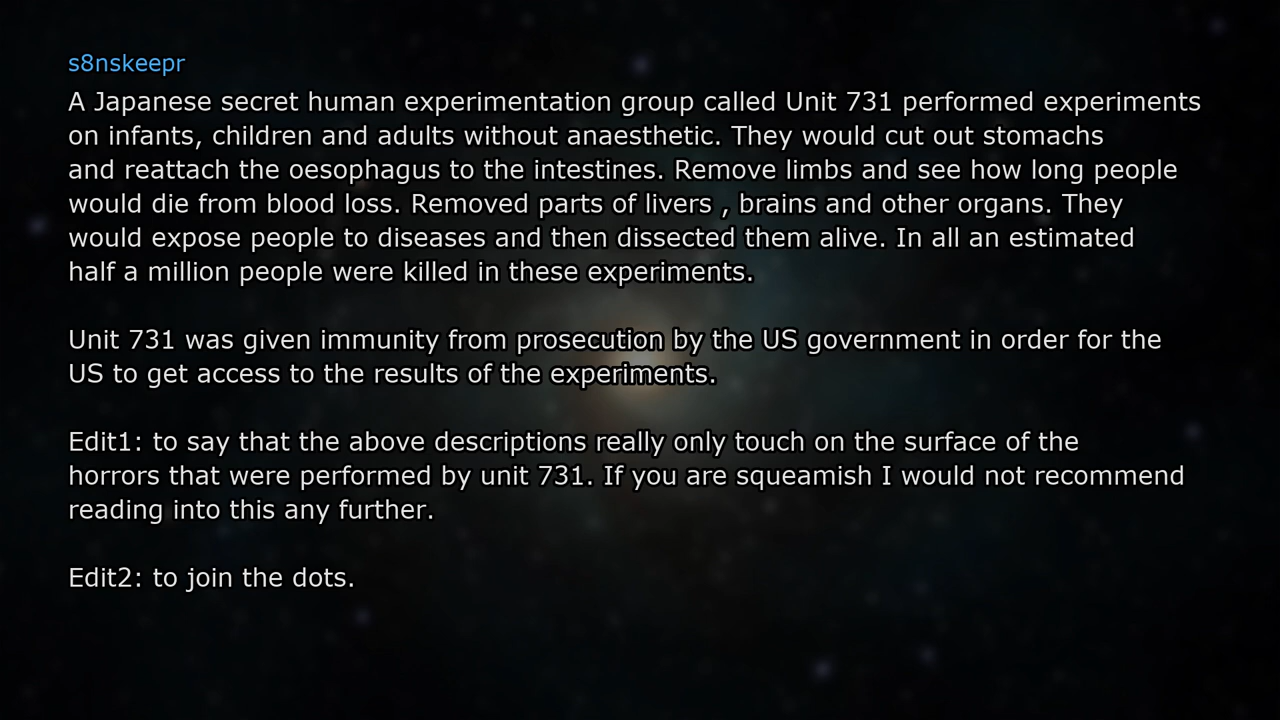 s8nskeepr
A Japanese secret human experimentation group called Unit 731 performed experiments
on infants, children and adults without anaesthetic. They would cut out stomachs
and reattach the oesophagus to the intestines. Remove limbs and see how long people
would die from blood loss. Removed parts of livers , brains and other organs. They
would expose people to diseases and then dissected them alive. In all an estimated
half a million people were killed in these experiments.
Unit 731 was given immunity from prosecution by the US government in order for the
US to get access to the results of the experiments.
Edit1: to say that the above descriptions really only touch on the surface of the
horrors that were performed by unit 731. If you are squeamish I would not recommend
reading into this any further.
Edit2: to join the dots.